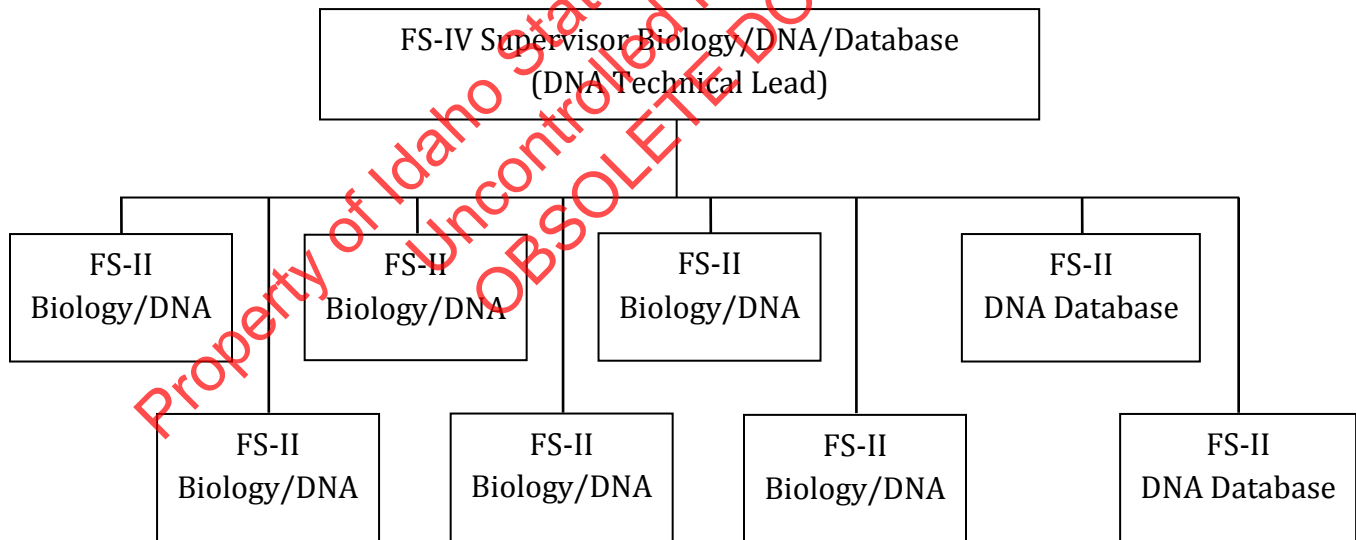 FS-IV Supervisor Biology/DNA/Database
(DNA Technical Lead)
FS-II
Biology/DNA
FS-II
Biology/DNA
FS-II
Biology/DNA
FS-II
DNA Database
FS-II
Biology/DNA
FS-II
Biology/DNA
FS-II
Biology/DNA
FS-II
DNA Database
Property of Idaho
Uncontrolled
OBSOLETE